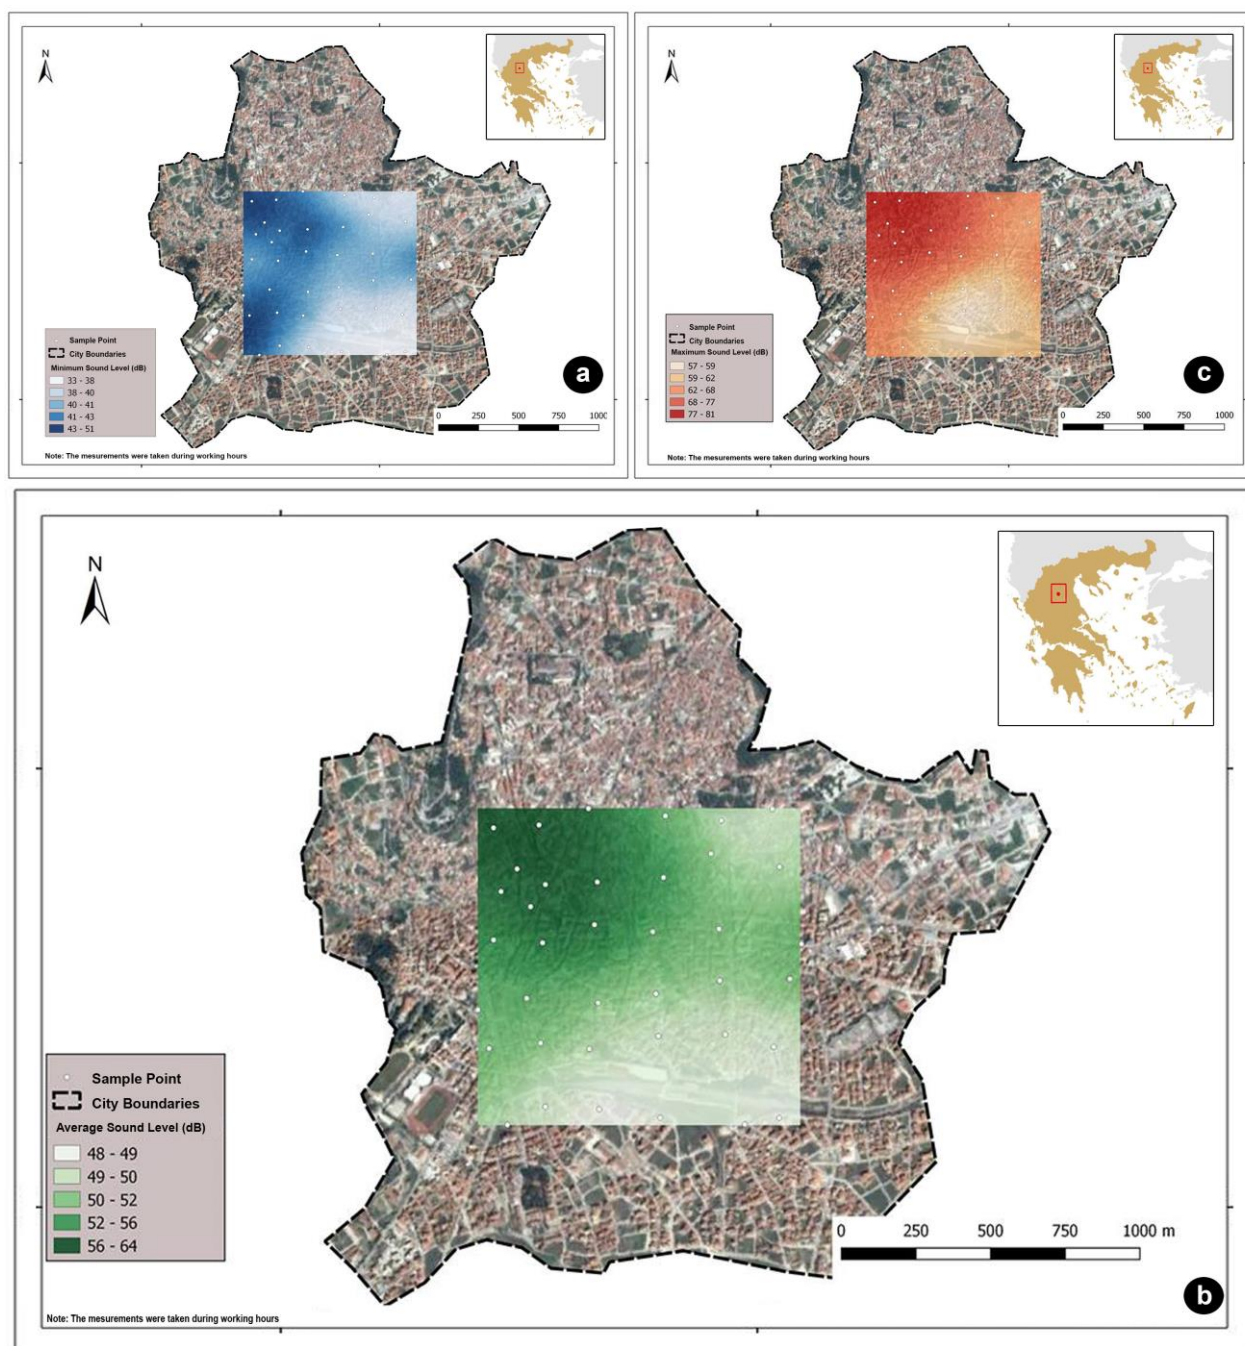 N
Sample Point
City Boundaries
Minimum Sound Level (dB)
33 - 38
38 - 40
40 - 41
41 - 43
43 - 51
a
0 250 500 750 1000
Note: The mesurements were taken during working hours
N
Sample Point
City Boundaries
Maximum Sound Level (dB)
57 - 59
59 - 62
62 - 68
68 - 77
77 - 81
c
0 250 500 750 1000
Note: The mesurements were taken during working hours
N
Sample Point
City Boundaries
Average Sound Level (dB)
48 - 49
49 - 50
50 - 52
52 - 56
56 - 64
0 250 500 750 1000 m
b
Note: The mesurements were taken during working hours